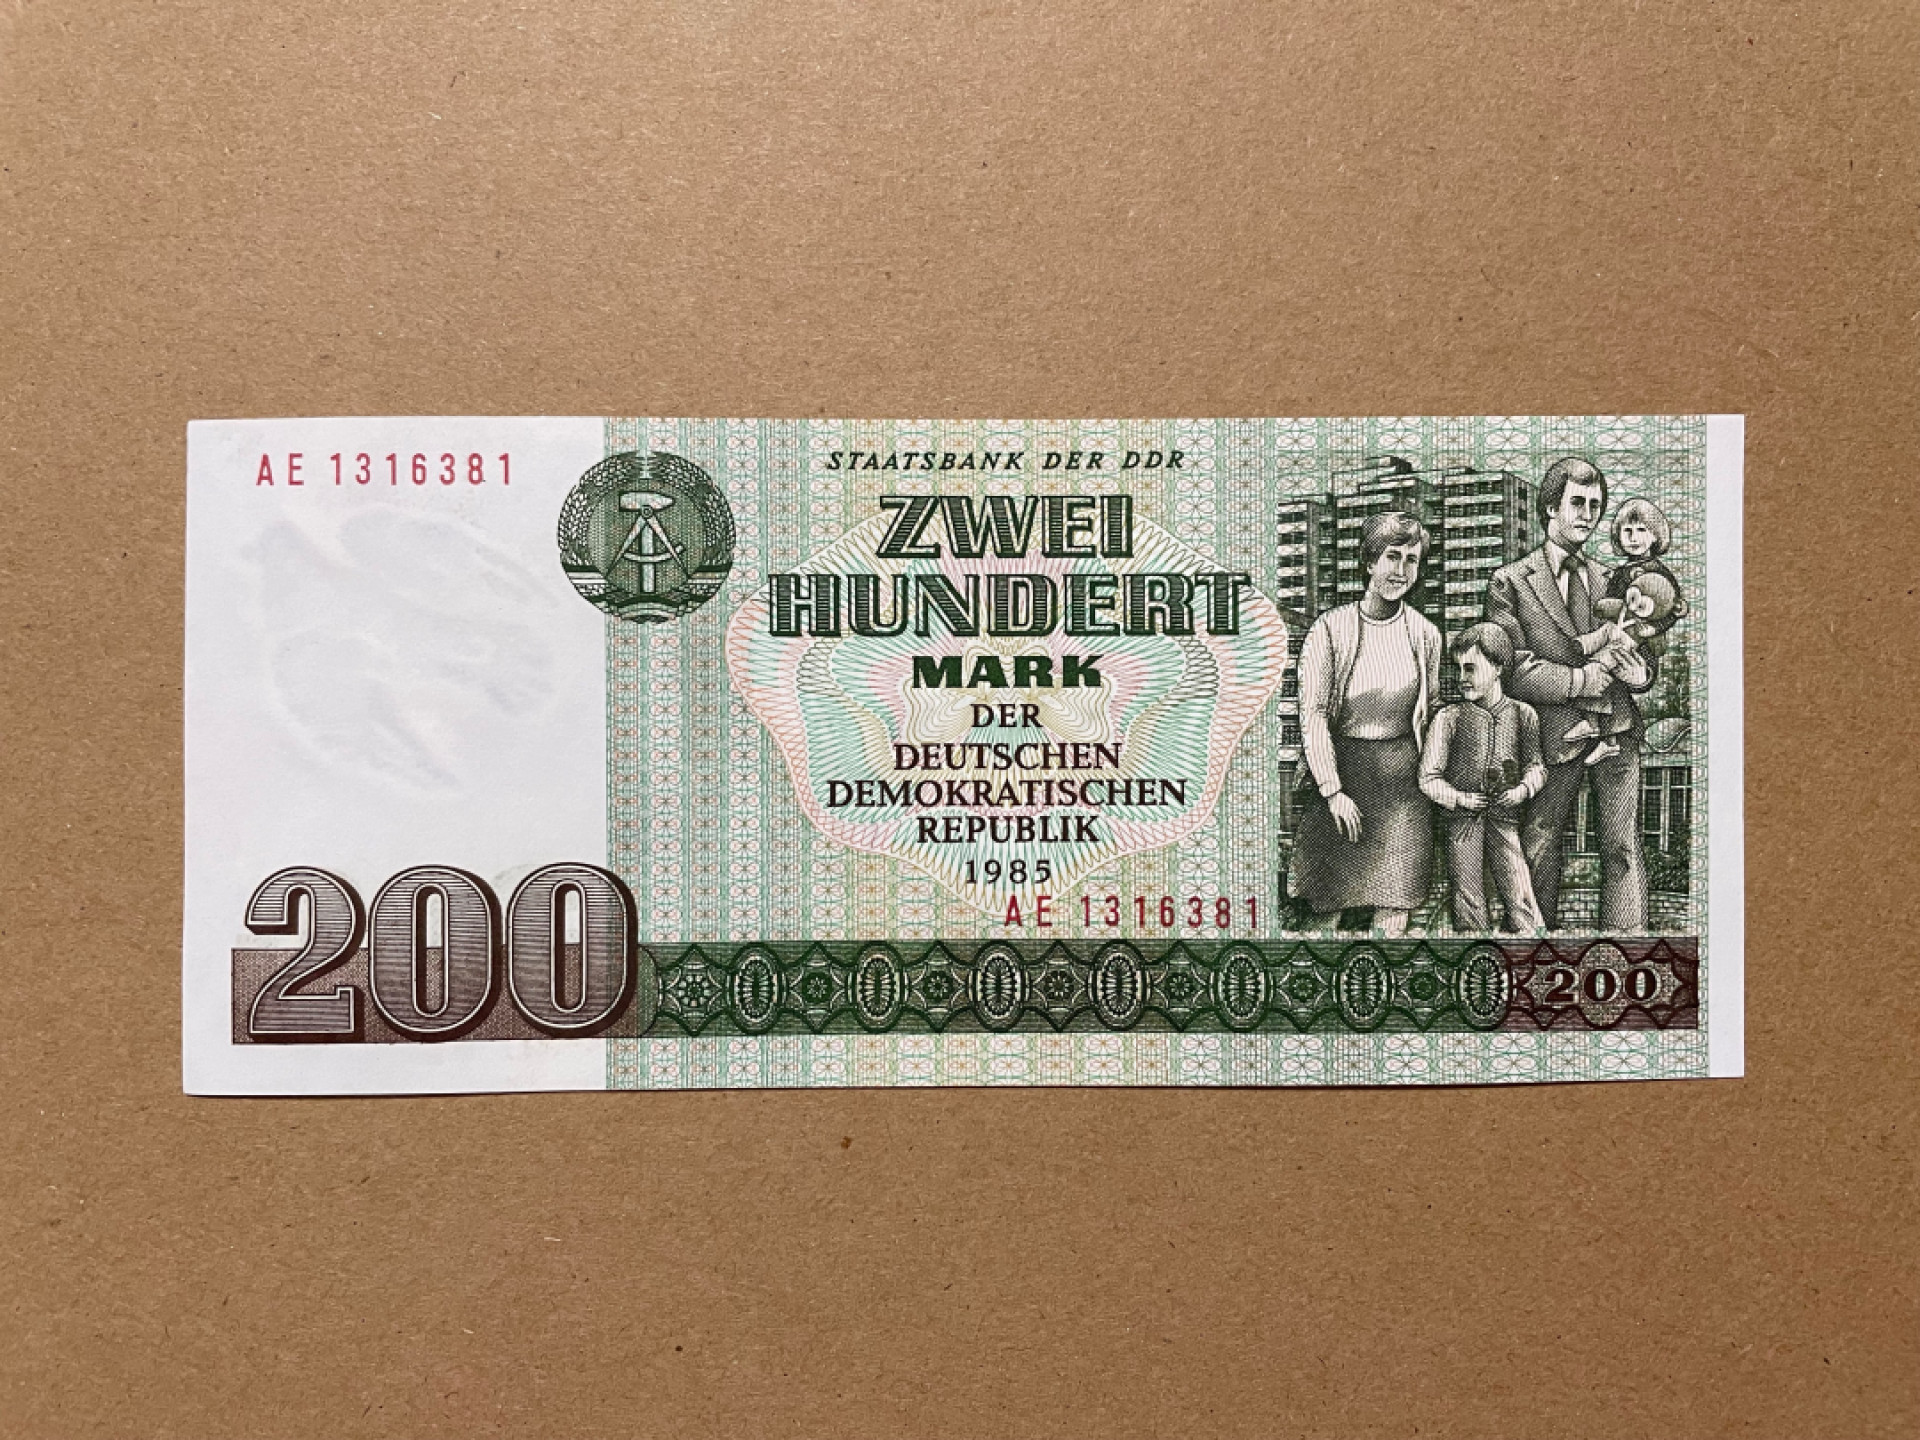 AE 1316381
STAATSBANK DER DDR
ZWEI
HUNDERT
MARK
DER
DEUTSCHEN
DEMOKRATISCHEN
REPUBLIK
1985
AE 1316381
200
200